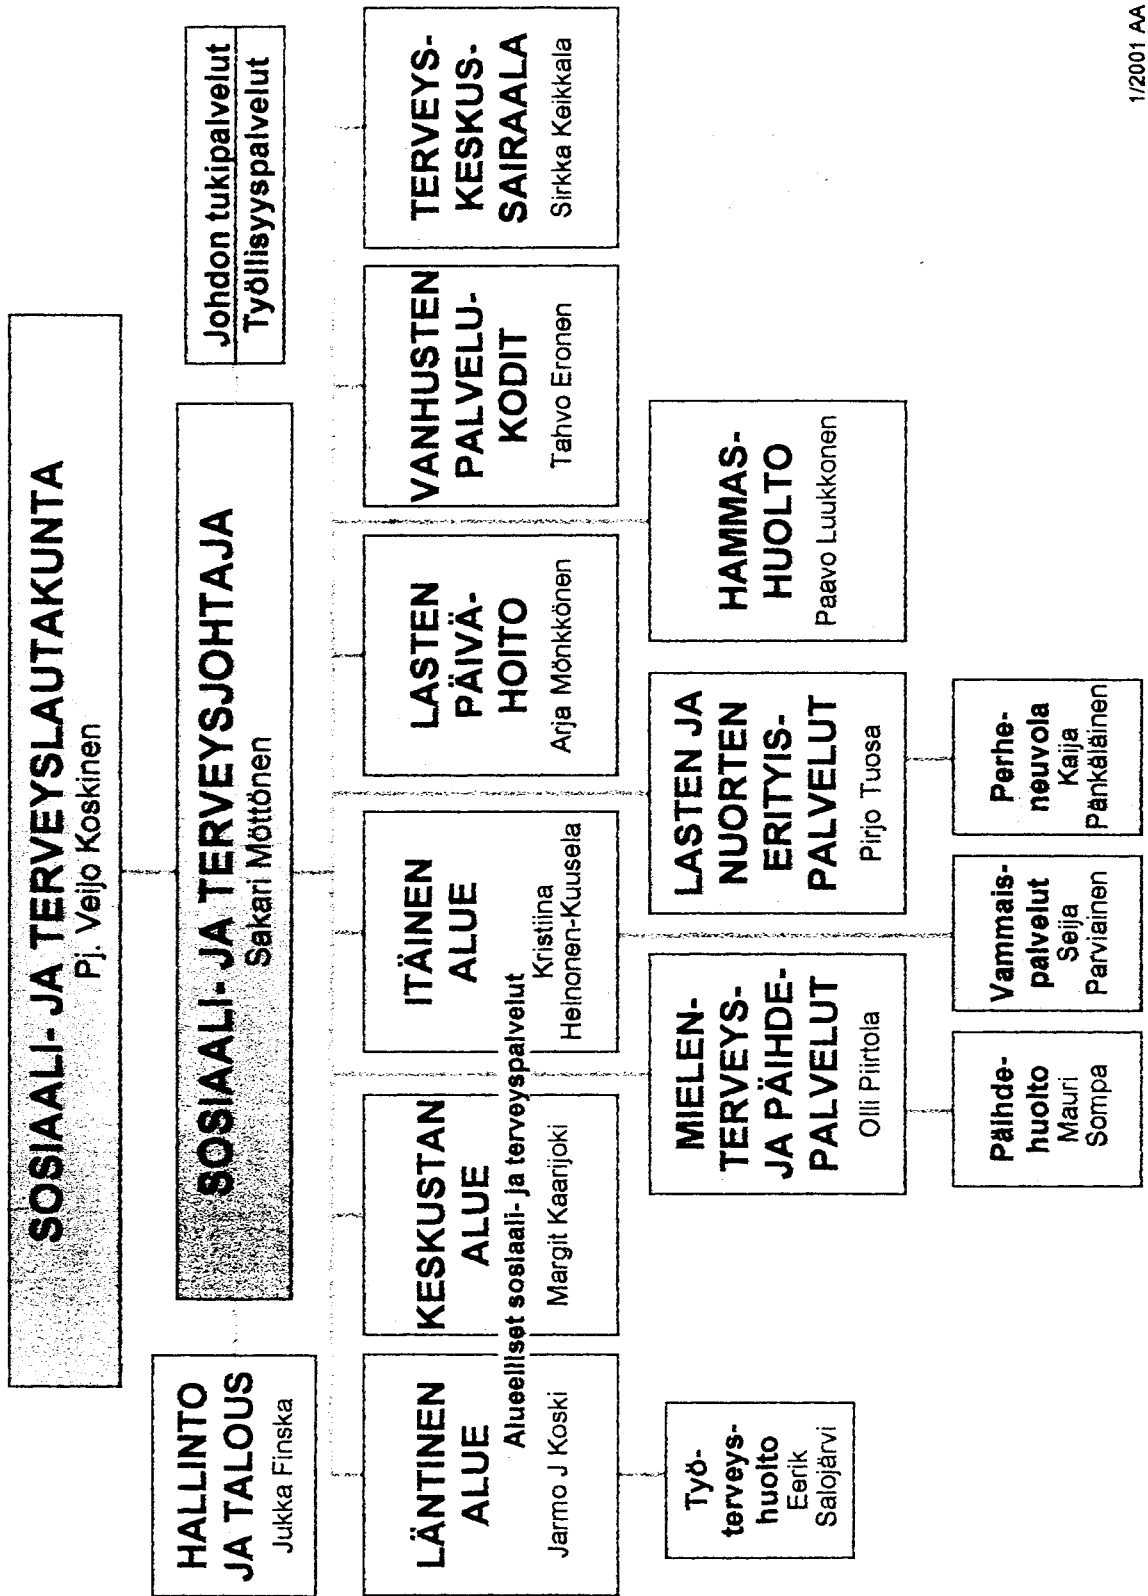 SOSIAALI- JA TERVEYSLAUTAKUNTA
Pj. Veijo Koskinen
SOSIAALI- JA TERVEYSJOHTAJA
Sakari Möttönen
HALLINTO
JA TALOUS
Jukka Finska
Johdon tukipalvelut
Työllisyyspalvelut
LÄNTINEN
ALUE
Jarmo J Koski
KESKUSTAN
ALUE
Margit Kaarijoki
ITÄINEN
ALUE
Kristiina
Heinonen-Kuusela
Alueelliset sosiaali- ja terveyspalvelut
LASTEN
PÄIVÄ-
HOITO
Arja Mönkkönen
VANHUSTEN
PALVELU-
KODIT
Tahvo Eronen
TERVEYS-
KESKUS-
SAIRAALA
Sirkka Keikkala
Työ-
terveys-
huolto
Eerik
Salojärvi
MIELEN-
TERVEYS-
JA PÄIHDE-
PALVELUT
Olli Piirtola
LASTEN JA
NUORTEN
ERITYIS-
PALVELUT
Pirjo Tuosa
HAMMAS-
HUOLTO
Paavo Luukkonen
Päihde-
huolto
Mauri
Sompa
Vammais-
palvelut
Seija
Parviainen
Perhe-
neuvola
Kaija
Pänkäläinen
1/2001 AA